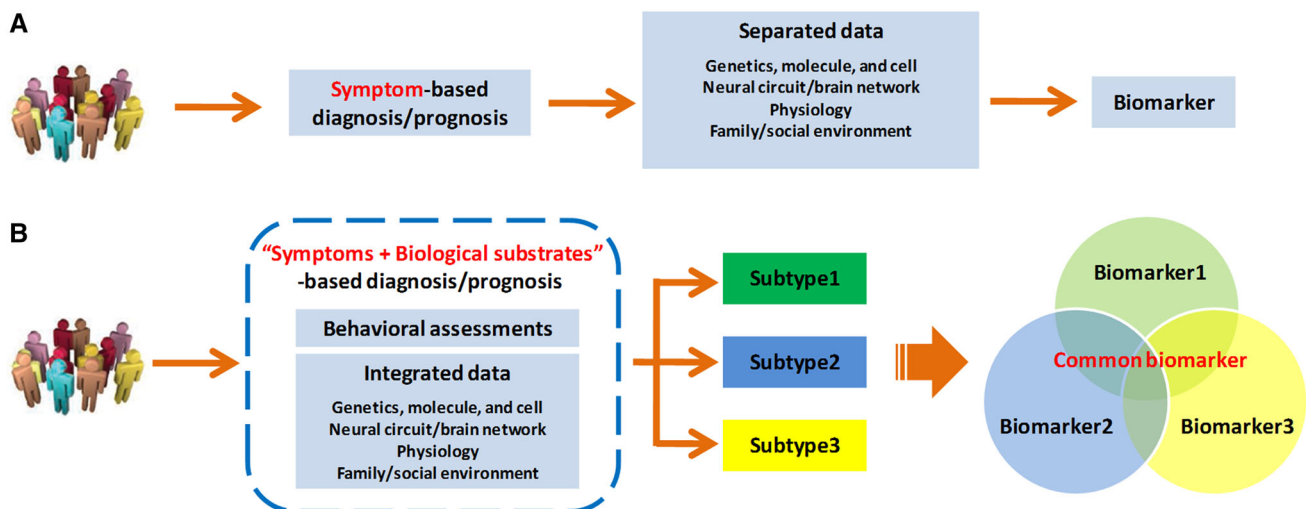 A
Symptom-based
diagnosis/prognosis
Separated data
Genetics, molecule, and cell
Neural circuit/brain network
Physiology
Family/social environment
Biomarker
B
“Symptoms + Biological substrates”
-based diagnosis/prognosis
Behavioral assessments
Integrated data
Genetics, molecule, and cell
Neural circuit/brain network
Physiology
Family/social environment
Subtype1
Subtype2
Subtype3
Biomarker1
Common biomarker
Biomarker2
Biomarker3